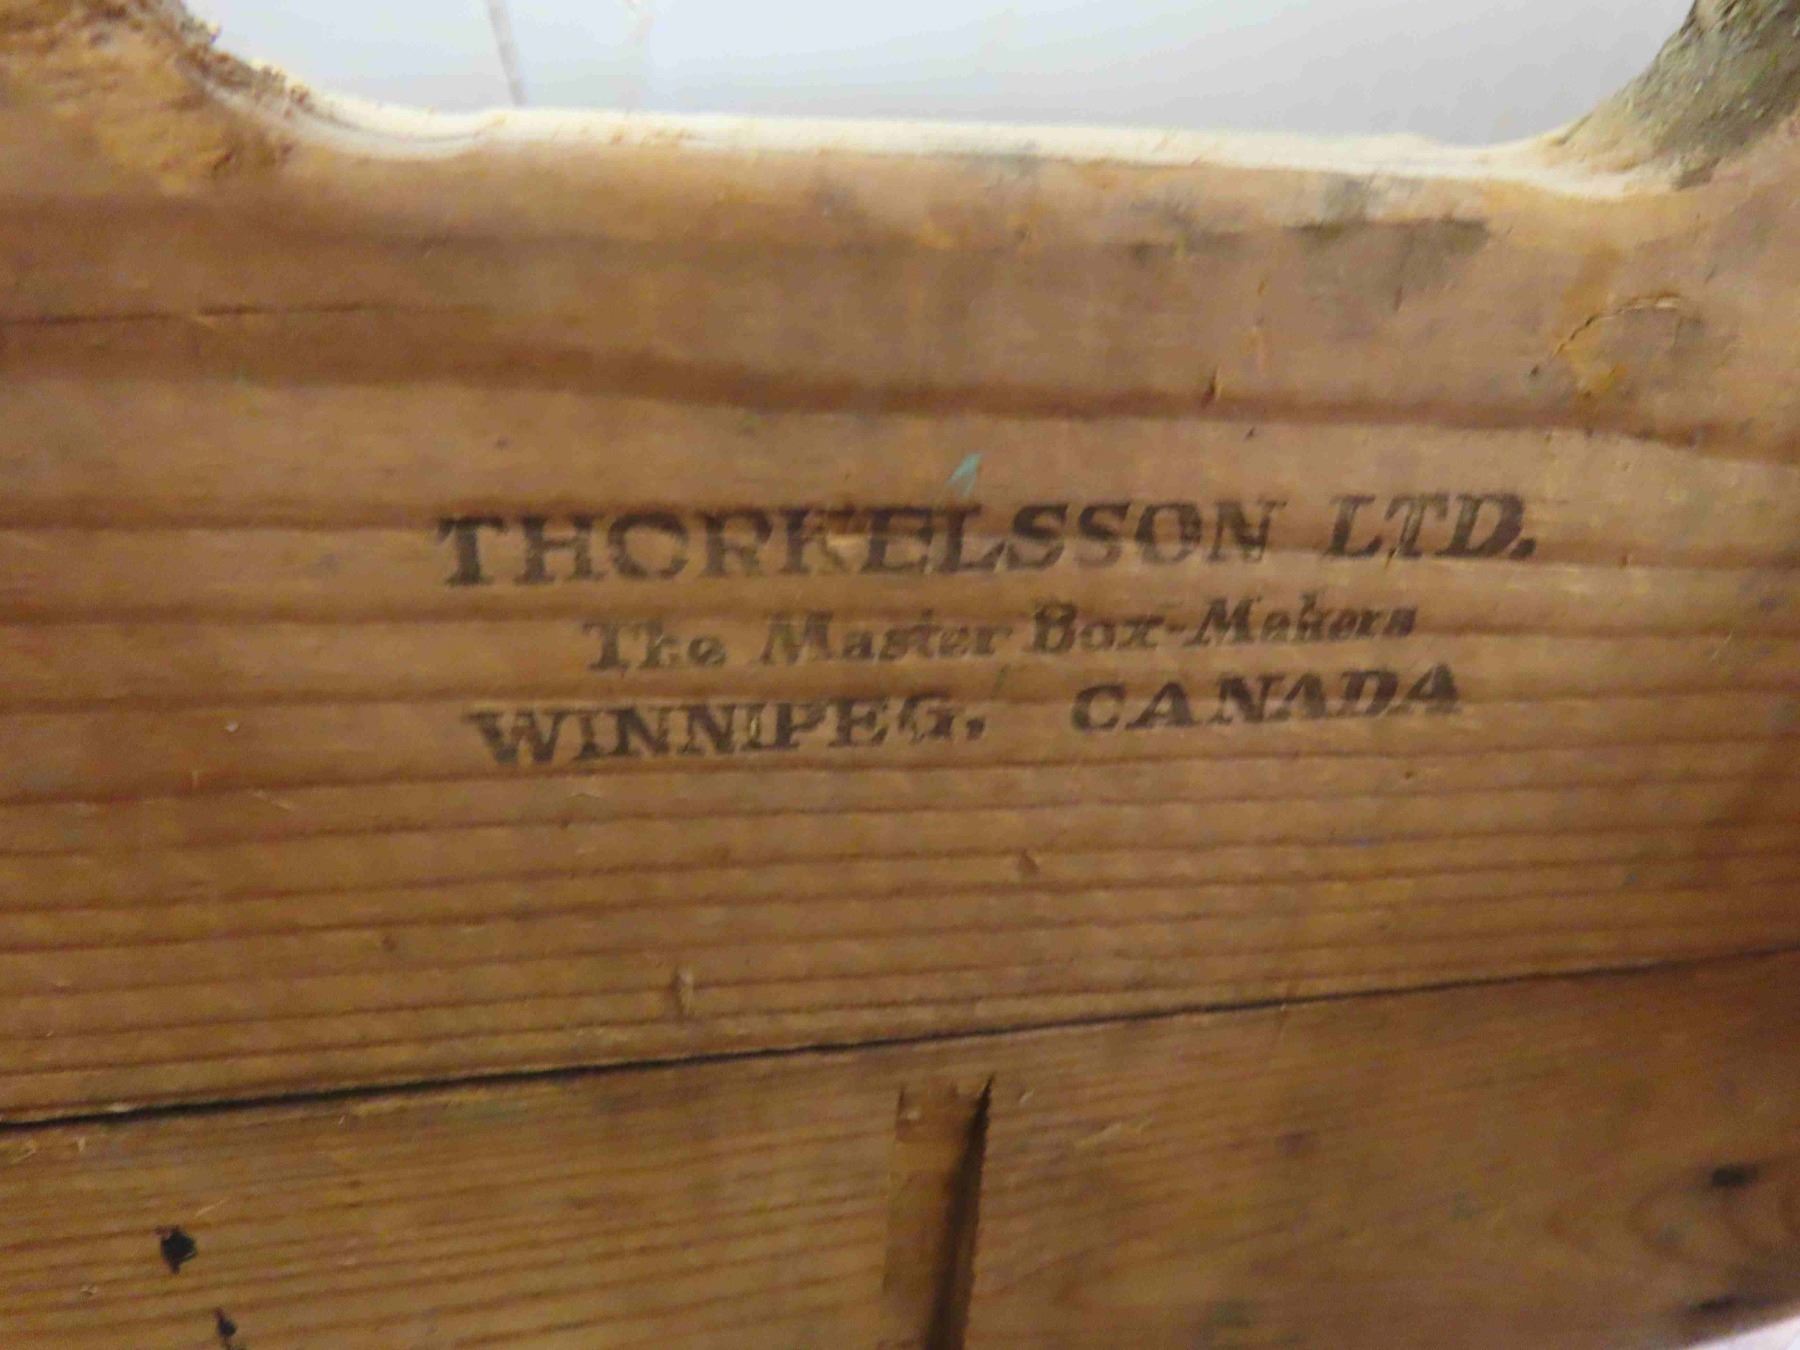 THORKELSSON LTD.
The Master Box-Makers
WINNIPEG, CANADA